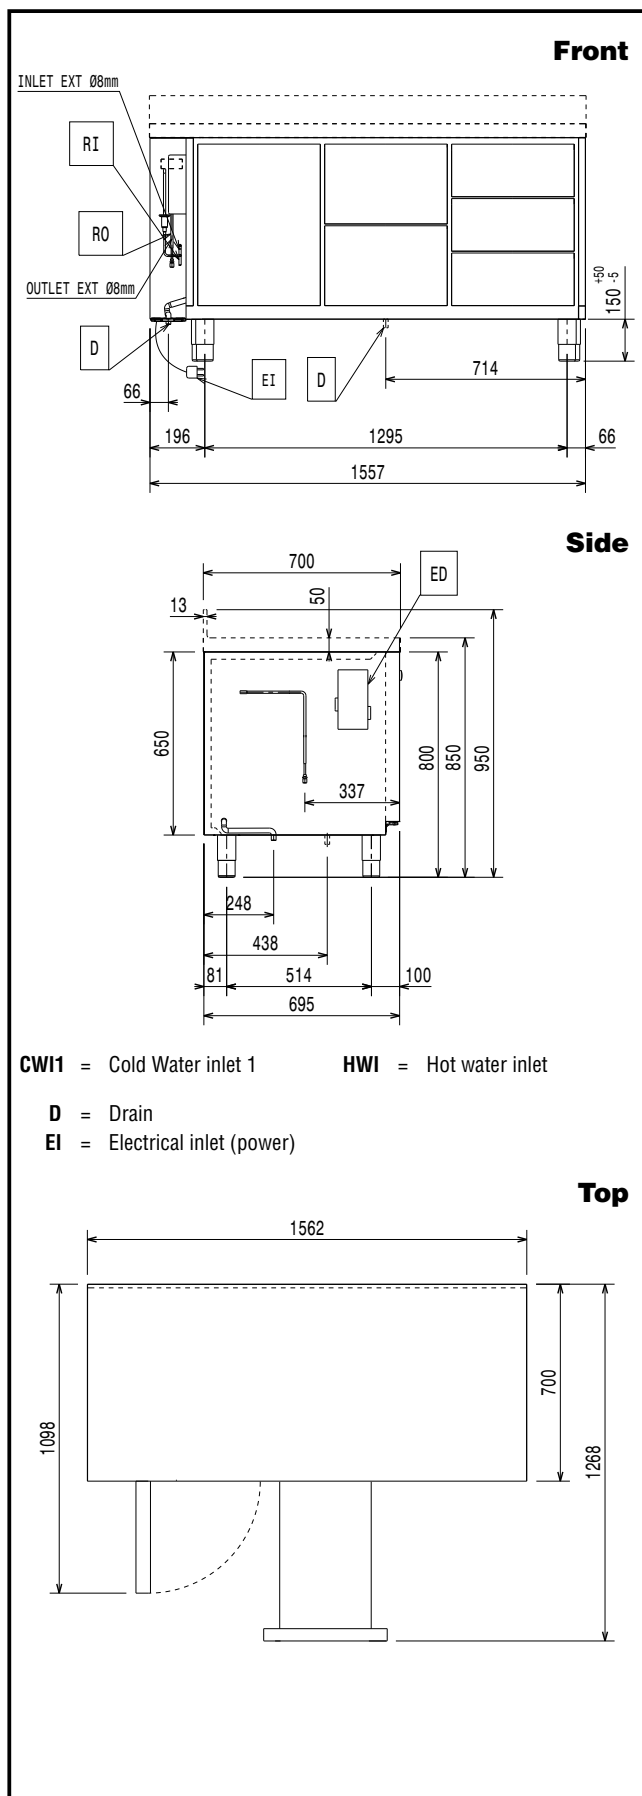 Front
INLET EXT Ø8mm
RI
RO
OUTLET EXT Ø8mm
D
EI
D
714
150 +50 -5
66
196
1295
66
1557
Side
700
ED
13
50
650
337
800
850
950
248
438
81
514
100
695
CWI1 = Cold Water inlet 1
HWI = Hot water inlet
D = Drain
EI = Electrical inlet (power)
Top
1562
1098
700
1268